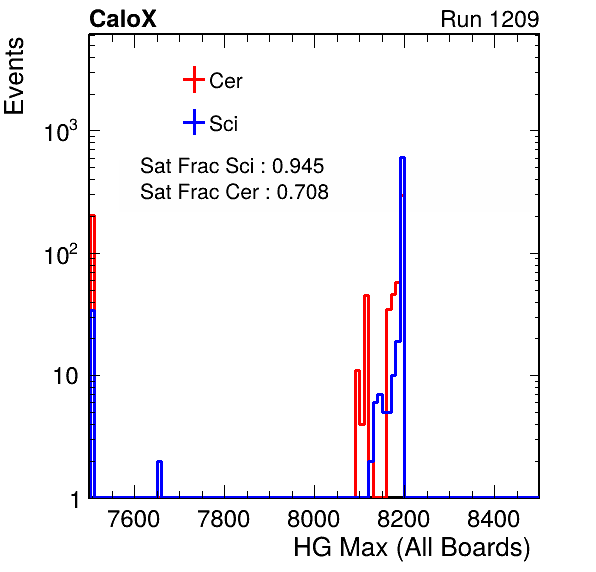 CaloX Run 1209
Events
Cer
Sci
Sat Frac Sci : 0.945
Sat Frac Cer : 0.708
10³
10²
10
1
7600 7800 8000 8200 8400
HG Max (All Boards)